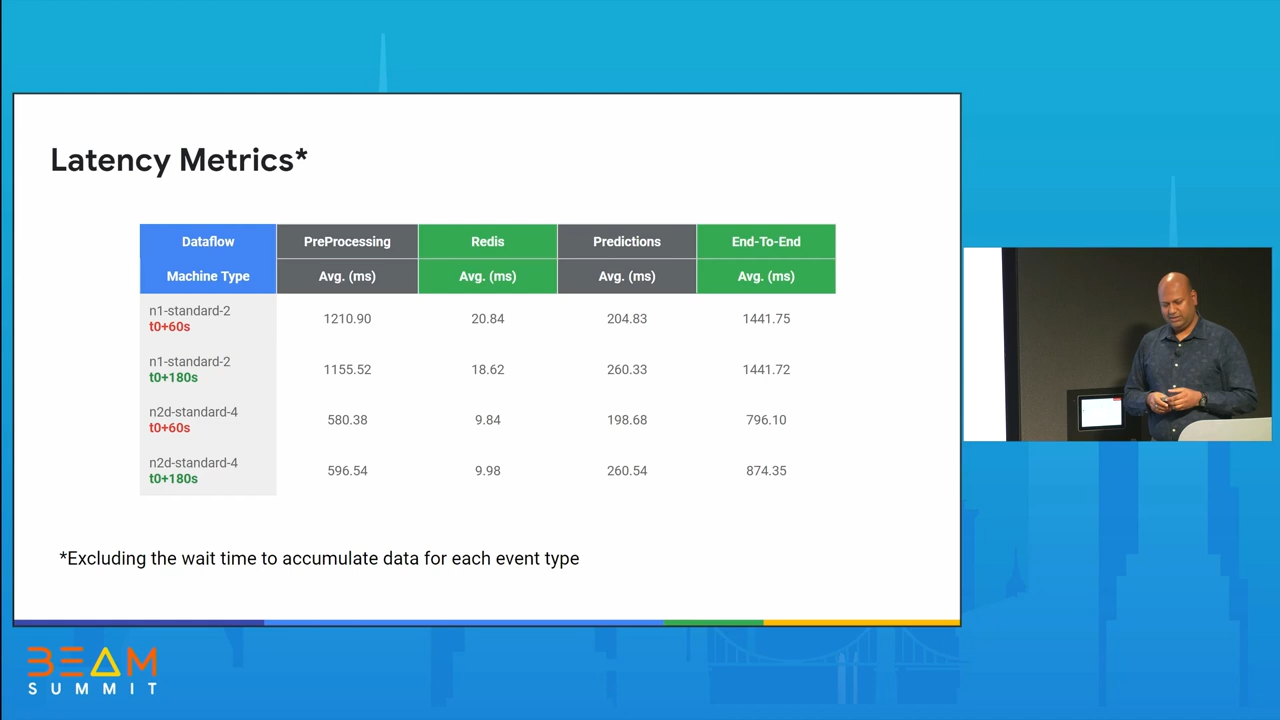 Latency Metrics*
Dataflow PreProcessing Redis Predictions End-To-End
Machine Type Avg. (ms) Avg. (ms) Avg. (ms) Avg. (ms)
n1-standard-2
t0+60s 1210.90 20.84 204.83 1441.75
n1-standard-2
t0+180s 1155.52 18.62 260.33 1441.72
n2d-standard-4
t0+60s 580.38 9.84 198.68 796.10
n2d-standard-4
t0+180s 596.54 9.98 260.54 874.35
*Excluding the wait time to accumulate data for each event type
BEAM
SUMMIT